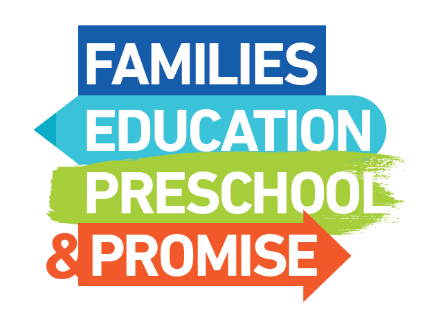 FAMILIES
EDUCATION
PRESCHOOL
& PROMISE